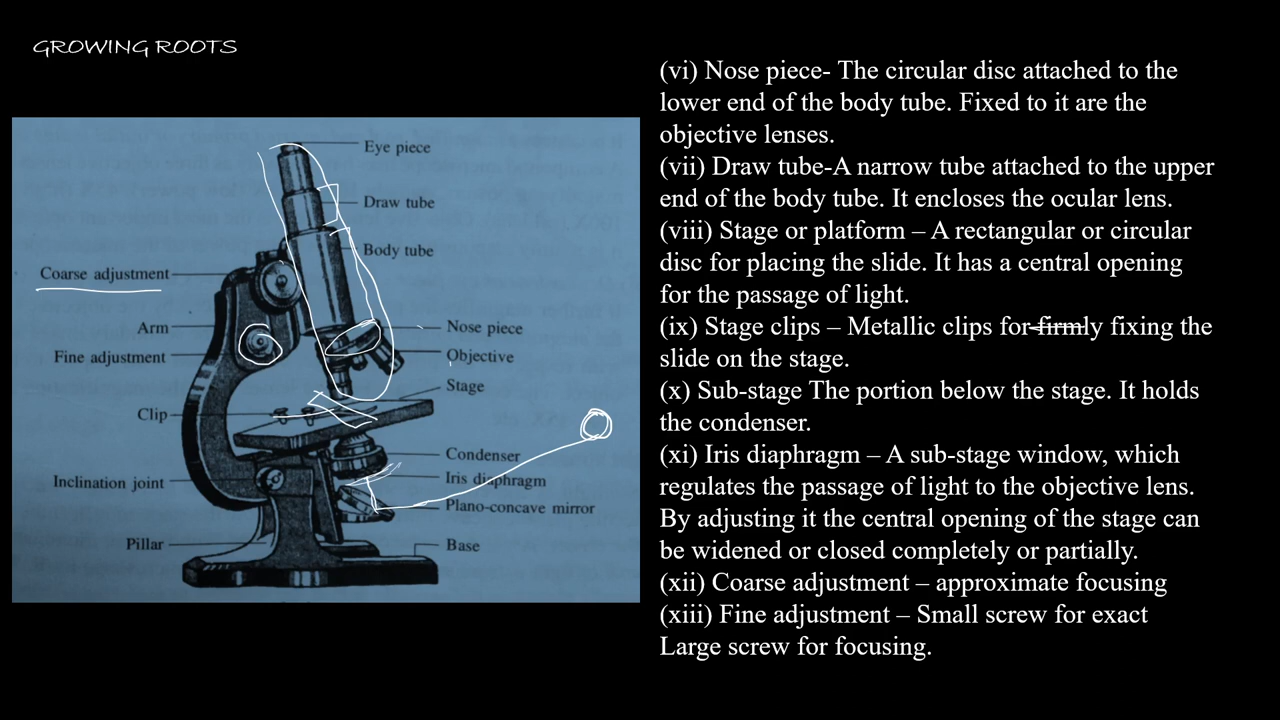 GROWING ROOTS
Eye piece
Draw tube
Body tube
Coarse adjustment
Arm
Nose piece
Fine adjustment
Objective
Stage
Clip
Condenser
Inclination joint
Iris diaphragm
Plano-concave mirror
Pillar
Base
(vi) Nose piece- The circular disc attached to the
lower end of the body tube. Fixed to it are the
objective lenses.
(vii) Draw tube-A narrow tube attached to the upper
end of the body tube. It encloses the ocular lens.
(viii) Stage or platform – A rectangular or circular
disc for placing the slide. It has a central opening
for the passage of light.
(ix) Stage clips – Metallic clips for firmly fixing the
slide on the stage.
(x) Sub-stage The portion below the stage. It holds
the condenser.
(xi) Iris diaphragm – A sub-stage window, which
regulates the passage of light to the objective lens.
By adjusting it the central opening of the stage can
be widened or closed completely or partially.
(xii) Coarse adjustment – approximate focusing
(xiii) Fine adjustment – Small screw for exact
Large screw for focusing.